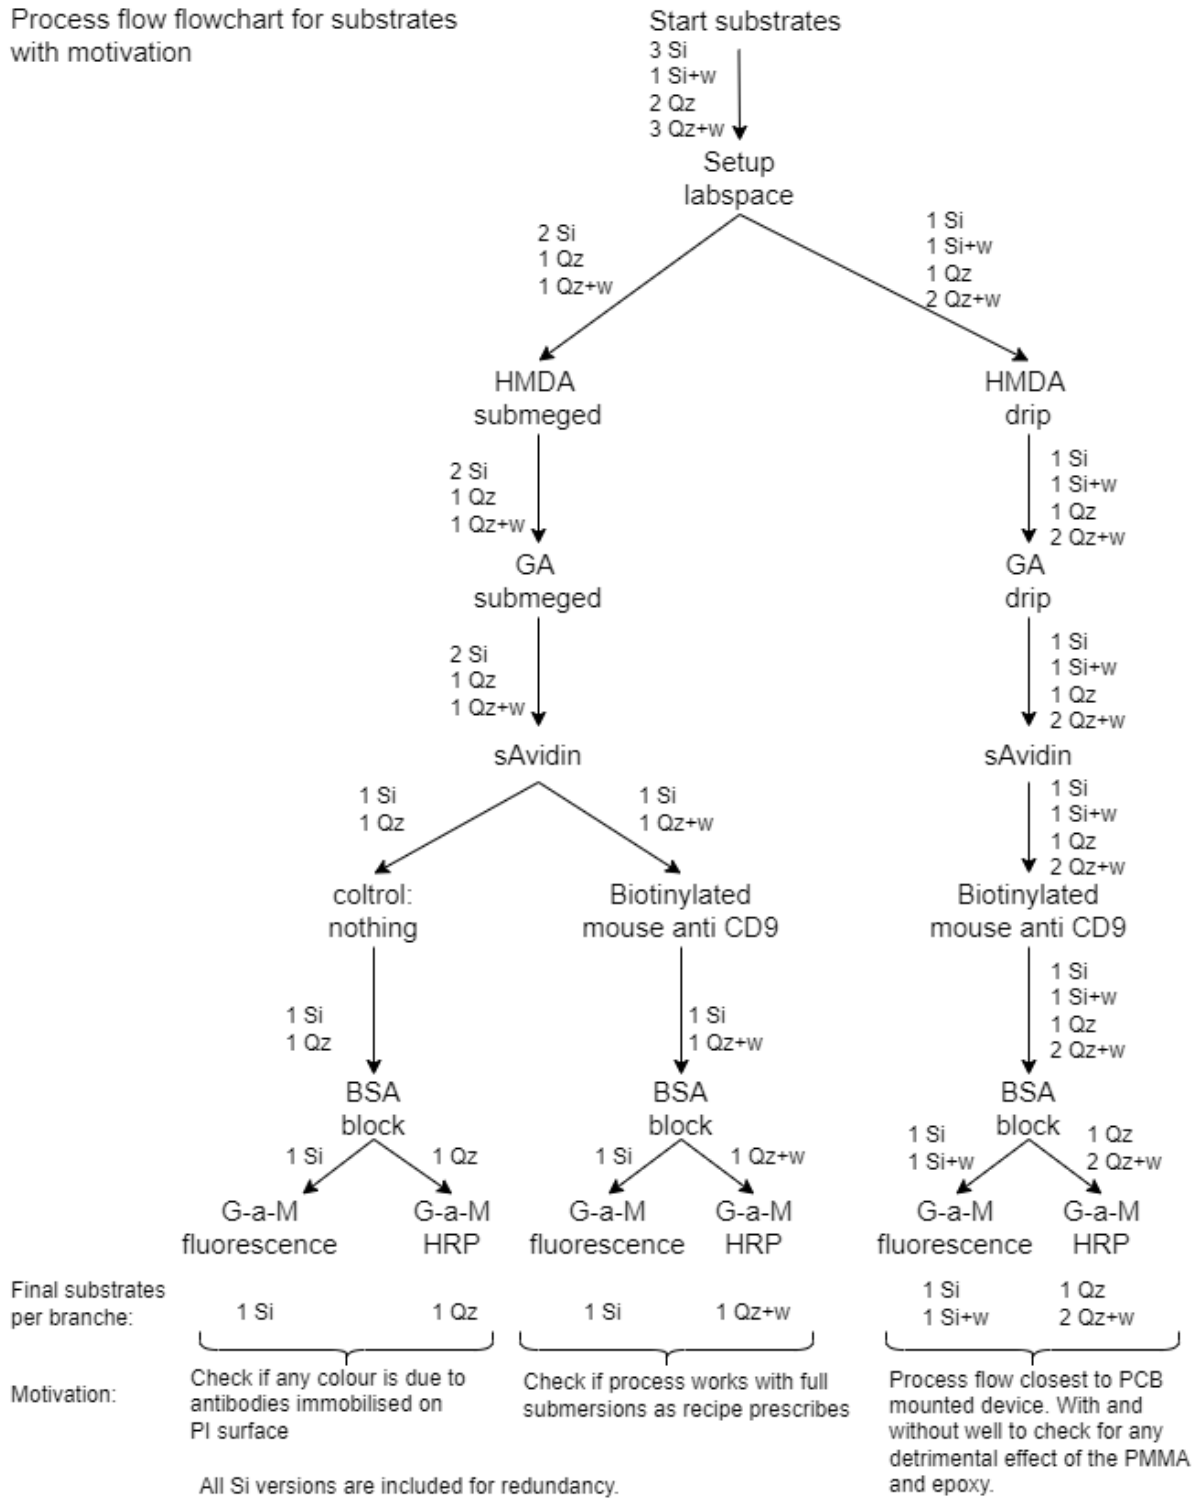 Process flow flowchart for substrates
with motivation
Start substrates
3 Si
1 Si+w
2 Qz
3 Qz+w
Setup
labspace
2 Si
1 Qz
1 Qz+w
1 Si
1 Si+w
1 Qz
2 Qz+w
HMDA
submeged
HMDA
drip
2 Si
1 Qz
1 Qz+w
1 Si
1 Si+w
1 Qz
2 Qz+w
GA
submeged
GA
drip
2 Si
1 Qz
1 Qz+w
1 Si
1 Si+w
1 Qz
2 Qz+w
sAvidin
sAvidin
1 Si
1 Qz
1 Si
1 Qz+w
1 Si
1 Si+w
1 Qz
2 Qz+w
coltrol:
nothing
Biotinylated
mouse anti CD9
Biotinylated
mouse anti CD9
1 Si
1 Qz
1 Si
1 Qz+w
1 Si
1 Si+w
1 Qz
2 Qz+w
BSA
block
BSA
block
BSA
block
1 Si
1 Qz
1 Si
1 Qz+w
1 Si
1 Si+w
1 Qz
2 Qz+w
G-a-M
fluorescence
G-a-M
HRP
G-a-M
fluorescence
G-a-M
HRP
G-a-M
fluorescence
G-a-M
HRP
Final substrates
per branche:
1 Si
1 Qz
1 Si
1 Qz+w
1 Si
1 Si+w
1 Qz
2 Qz+w
Motivation:
Check if any colour is due to
antibodies immobilised on
PI surface
Check if process works with full
submersions as recipe prescribes
Process flow closest to PCB
mounted device. With and
without well to check for any
detrimental effect of the PMMA
and epoxy.
All Si versions are included for redundancy.